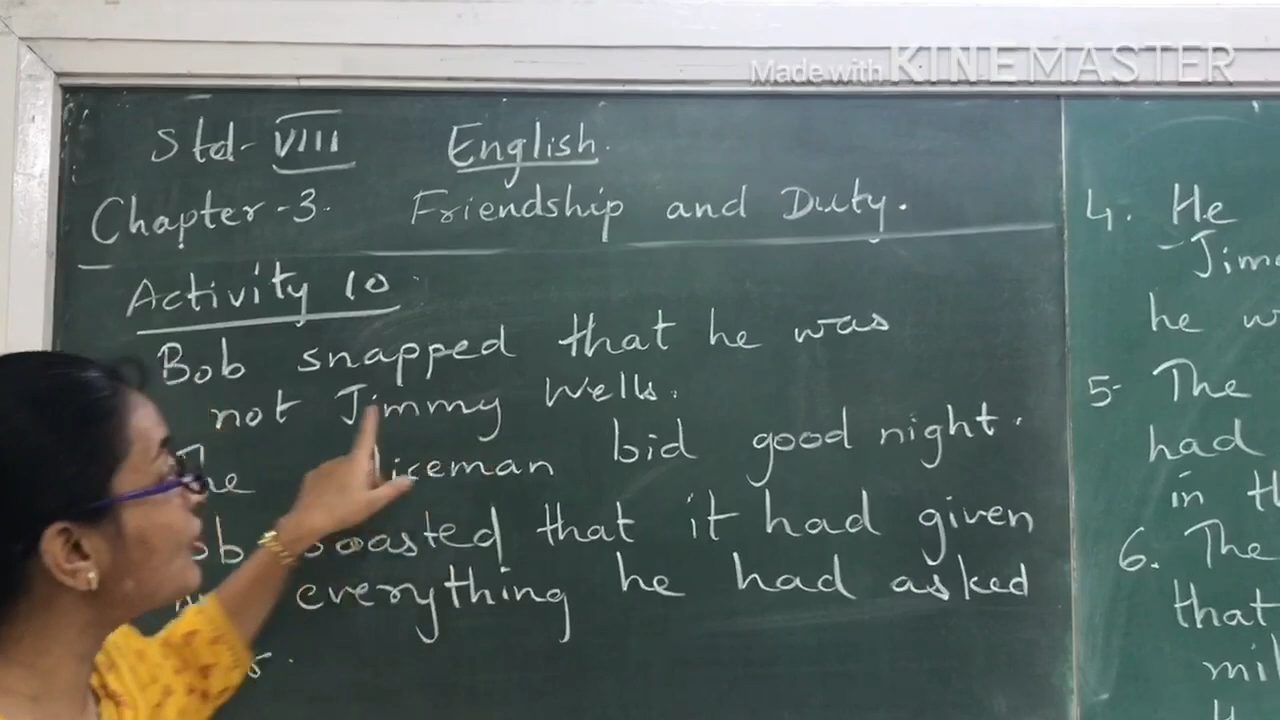 Made with KINEMASTER
Std- VIII English.
Chapter-3. Friendship and Duty.
Activity 10
Bob snapped that he was
not Jimmy Wells.
bid good night.
boasted that it had given
everything he had asked
4. He
he
5- The
had
in
6. The
that